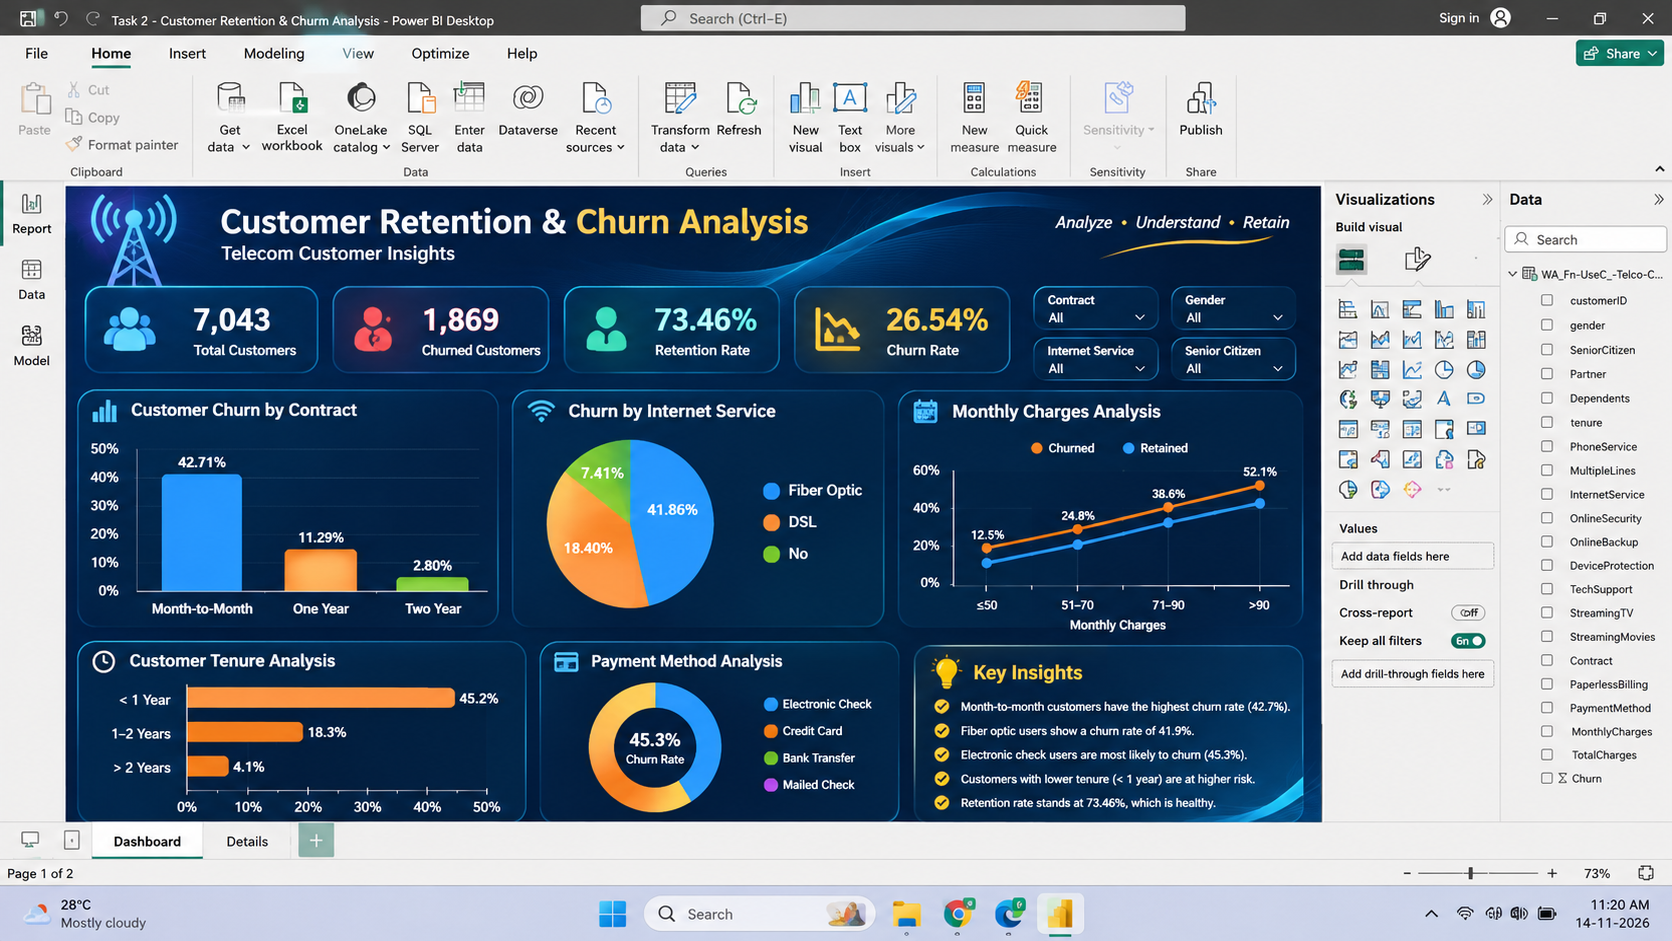 Task 2 - Customer Retention & Churm Analysis - Power BI Desktop
Search (Ctrl-E)
Sign in
File
Home
Insert
Modeling
View
Optimize
Help
Share
Paste
Cut
Copy
Format painter
Clipboard
Get data
Excel workbook
OneLake catalog
SQL Server
Enter data
Dataverse
Recent sources
Data
Transform data
Refresh
Queries
New visual
Text box
More visuals
Insert
New measure
Quick measure
Calculations
Sensitivity
Sensitivity
Publish
Share
Report
Data
Model
Customer Retention & Churn Analysis
Telecom Customer Insights
Analyze • Understand • Retain
7,043
Total Customers
1,869
Churned Customers
73.46%
Retention Rate
26.54%
Churn Rate
Contract
All
Gender
All
Internet Service
All
Senior Citizen
All
Customer Churn by Contract
50%
40%
30%
20%
10%
0%
42.71%
11.29%
2.80%
Month-to-Month
One Year
Two Year
Churn by Internet Service
7.41%
41.86%
18.40%
Fiber Optic
DSL
No
Monthly Charges Analysis
Churned
Retained
60%
40%
20%
0%
12.5%
24.8%
38.6%
52.1%
≤50
51–70
71–90
>90
Monthly Charges
Customer Tenure Analysis
< 1 Year
45.2%
1–2 Years
18.3%
> 2 Years
4.1%
0%
10%
20%
30%
40%
50%
Payment Method Analysis
45.3%
Churn Rate
Electronic Check
Credit Card
Bank Transfer
Mailed Check
Key Insights
Month-to-month customers have the highest churn rate (42.7%).
Fiber optic users show a churn rate of 41.9%.
Electronic check users are most likely to churn (45.3%).
Customers with lower tenure (< 1 year) are at higher risk.
Retention rate stands at 73.46%, which is healthy.
Visualizations
Build visual
Values
Add data fields here
Drill through
Cross-report
Keep all filters
Add drill-through fields here
Data
Search
WA_Fn-UseC_-Telco-C...
customerID
gender
SeniorCitizen
Partner
Dependents
tenure
PhoneService
MultipleLines
InternetService
OnlineSecurity
OnlineBackup
DeviceProtection
TechSupport
StreamingTV
StreamingMovies
Contract
PaperlessBilling
PaymentMethod
MonthlyCharges
TotalCharges
Churn
Dashboard
Details
Page 1 of 2
73%
28°C
Mostly cloudy
Search
11:20 AM
14-11-2026